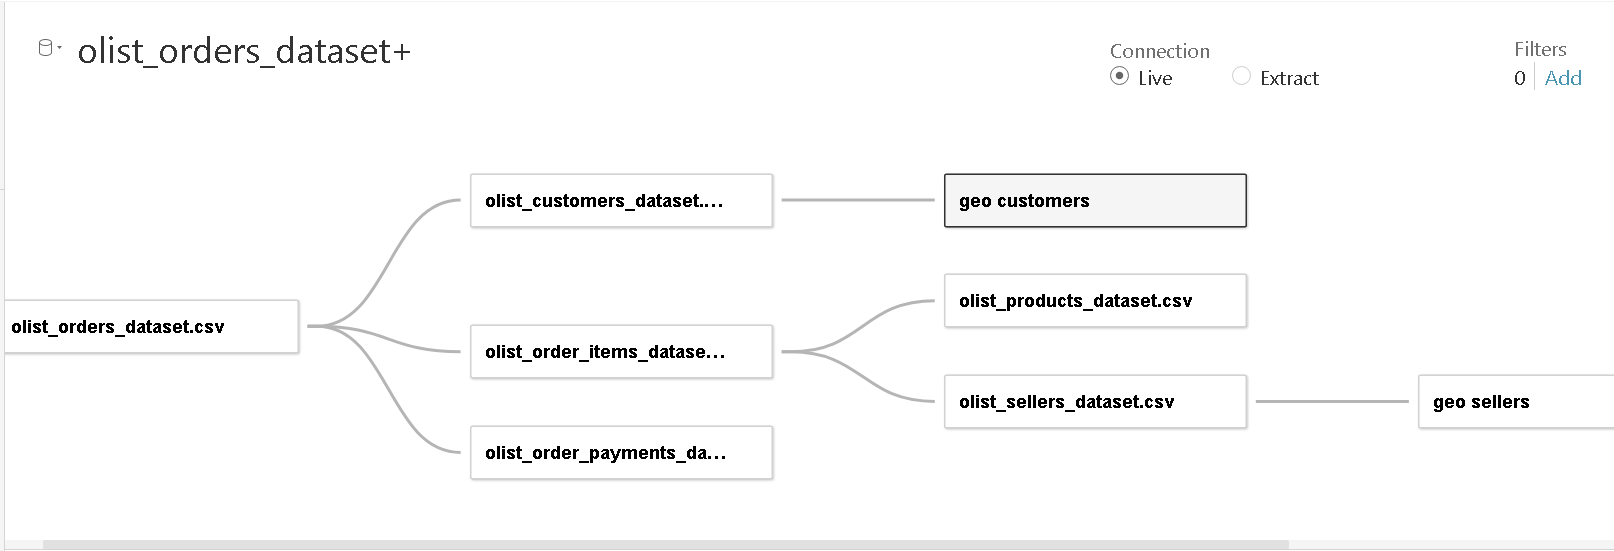 olist_orders_dataset+
Connection
Live
Extract
Filters
0
Add
olist_customers_dataset....
geo customers
olist_products_dataset.csv
olist_orders_dataset.csv
olist_order_items_datase...
olist_sellers_dataset.csv
geo sellers
olist_order_payments_da...